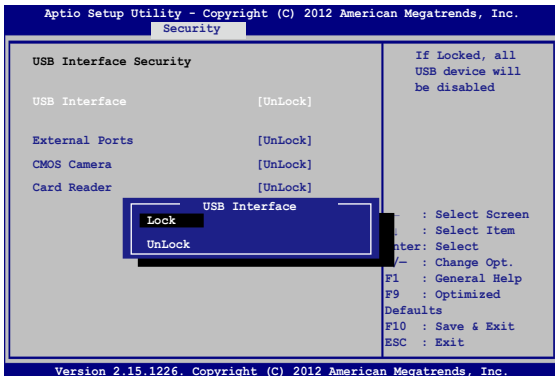 Aptio Setup Utility - Copyright (C) 2012 American Megatrends, Inc.
Security
USB Interface Security
USB Interface [UnLock]
External Ports [UnLock]
CMOS Camera [UnLock]
Card Reader [UnLock]
USB Interface
Lock
UnLock
If Locked, all
USB device will
be disabled
: Select Screen
: Select Item
: Select
: Change Opt.
F1 : General Help
F9 : Optimized
Defaults
F10 : Save & Exit
ESC : Exit
Version 2.15.1226. Copyright (C) 2012 American Megatrends, Inc.